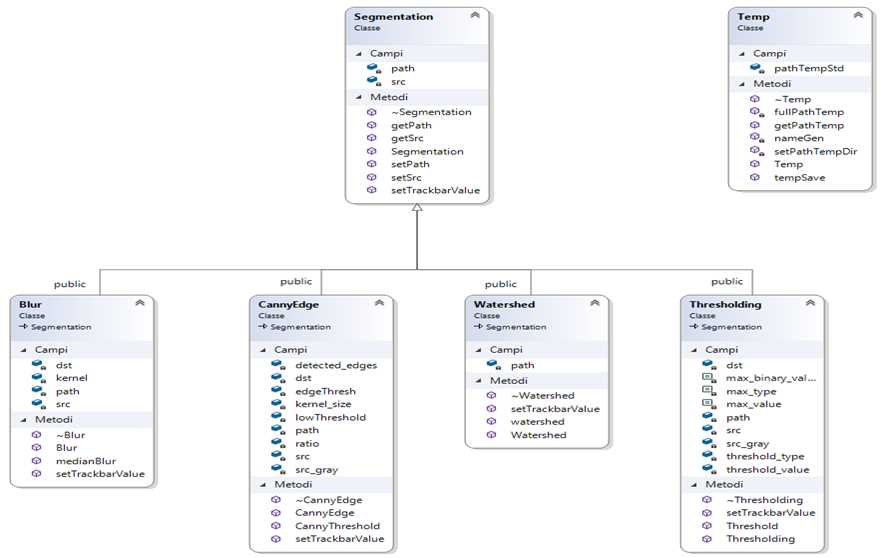 Segmentation
Classe
Campi
path
src
Metodi
~Segmentation
getPath
getSrc
Segmentation
setPath
setSrc
setTrackbarValue
Temp
Classe
Campi
pathTempStd
Metodi
~Temp
fullPathTemp
getPathTemp
nameGen
setPathTempDir
Temp
tempSave
public
public
public
public
Blur
Classe
Segmentation
Campi
dst
kernel
path
src
Metodi
~Blur
Blur
medianBlur
setTrackbarValue
CannyEdge
Classe
Segmentation
Campi
detected_edges
dst
edgeThresh
kernel_size
lowThreshold
path
ratio
src
src_gray
Metodi
~CannyEdge
CannyEdge
CannyThreshold
setTrackbarValue
Watershed
Classe
Segmentation
Campi
path
Metodi
~Watershed
setTrackbarValue
watershed
Watershed
Thresholding
Classe
Segmentation
Campi
dst
max_binary_val...
max_type
max_value
path
src
src_gray
threshold_type
threshold_value
Metodi
~Thresholding
setTrackbarValue
Threshold
Thresholding